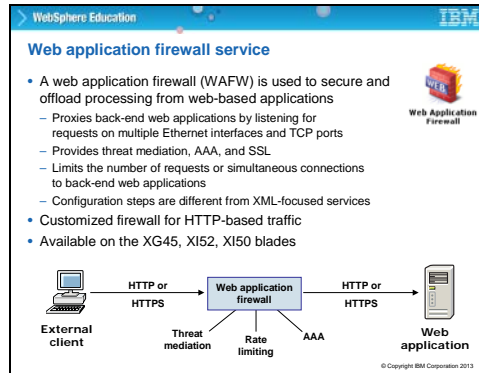 WebSphere Education
IBM
Web application firewall service
• A web application firewall (WAFW) is used to secure and
offload processing from web-based applications
– Proxies back-end web applications by listening for
requests on multiple Ethernet interfaces and TCP ports
– Provides threat mediation, AAA, and SSL
– Limits the number of requests or simultaneous connections
to back-end web applications
– Configuration steps are different from XML-focused services
• Customized firewall for HTTP-based traffic
• Available on the XG45, XI52, XI50 blades
WEB
Web Application
Firewall
External
client
HTTP or
HTTPS
Web application
firewall
Threat
mediation
Rate
limiting
AAA
HTTP or
HTTPS
Web
application
© Copyright IBM Corporation 2013